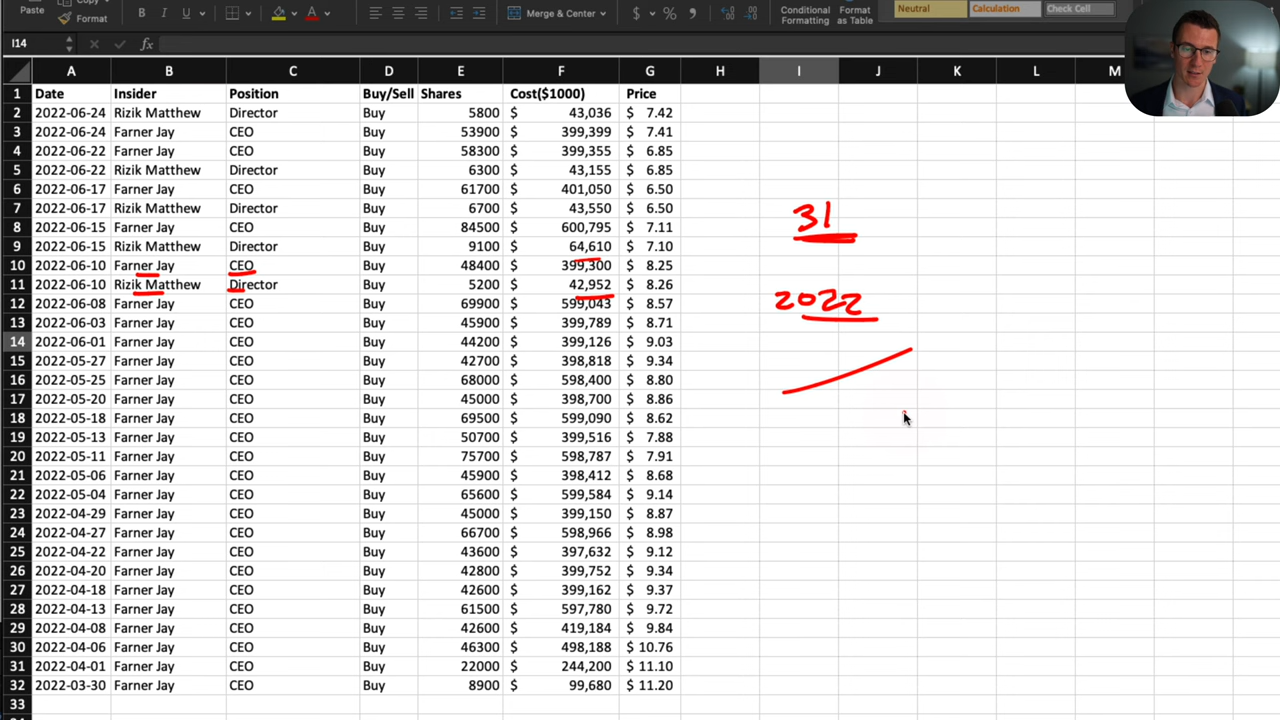 Paste Copy Format B I U A Merge & Center $ % , Conditional Formatting Format as Table Neutral Calculation Check Cell
I14 fx
A B C D E F G H I J K L M
1 Date Insider Position Buy/Sell Shares Cost($1000) Price
2 2022-06-24 Rizik Matthew Director Buy 5800 $ 43,036 $ 7.42
3 2022-06-24 Farner Jay CEO Buy 53900 $ 399,399 $ 7.41
4 2022-06-22 Farner Jay CEO Buy 58300 $ 399,355 $ 6.85
5 2022-06-22 Rizik Matthew Director Buy 6300 $ 43,155 $ 6.85
6 2022-06-17 Farner Jay CEO Buy 61700 $ 401,050 $ 6.50
7 2022-06-17 Rizik Matthew Director Buy 6700 $ 43,550 $ 6.50
31
8 2022-06-15 Farner Jay CEO Buy 84500 $ 600,795 $ 7.11
9 2022-06-15 Rizik Matthew Director Buy 9100 $ 64,610 $ 7.10
10 2022-06-10 Farner Jay CEO Buy 48400 $ 399,300 $ 8.25
11 2022-06-10 Rizik Matthew Director Buy 5200 $ 42,952 $ 8.26
2022
12 2022-06-08 Farner Jay CEO Buy 69900 $ 599,043 $ 8.57
13 2022-06-03 Farner Jay CEO Buy 45900 $ 399,789 $ 8.71
14 2022-06-01 Farner Jay CEO Buy 44200 $ 399,126 $ 9.03
15 2022-05-27 Farner Jay CEO Buy 42700 $ 398,818 $ 9.34
16 2022-05-25 Farner Jay CEO Buy 68000 $ 598,400 $ 8.80
17 2022-05-20 Farner Jay CEO Buy 45000 $ 398,700 $ 8.86
18 2022-05-18 Farner Jay CEO Buy 69500 $ 599,090 $ 8.62
19 2022-05-13 Farner Jay CEO Buy 50700 $ 399,516 $ 7.88
20 2022-05-11 Farner Jay CEO Buy 75700 $ 598,787 $ 7.91
21 2022-05-06 Farner Jay CEO Buy 45900 $ 398,412 $ 8.68
22 2022-05-04 Farner Jay CEO Buy 65600 $ 599,584 $ 9.14
23 2022-04-29 Farner Jay CEO Buy 45000 $ 399,150 $ 8.87
24 2022-04-27 Farner Jay CEO Buy 66700 $ 598,966 $ 8.98
25 2022-04-22 Farner Jay CEO Buy 43600 $ 397,632 $ 9.12
26 2022-04-20 Farner Jay CEO Buy 42800 $ 399,752 $ 9.34
27 2022-04-18 Farner Jay CEO Buy 42600 $ 399,162 $ 9.37
28 2022-04-13 Farner Jay CEO Buy 61500 $ 597,780 $ 9.72
29 2022-04-08 Farner Jay CEO Buy 42600 $ 419,184 $ 9.84
30 2022-04-06 Farner Jay CEO Buy 46300 $ 498,188 $ 10.76
31 2022-04-01 Farner Jay CEO Buy 22000 $ 244,200 $ 11.10
32 2022-03-30 Farner Jay CEO Buy 8900 $ 99,680 $ 11.20
33